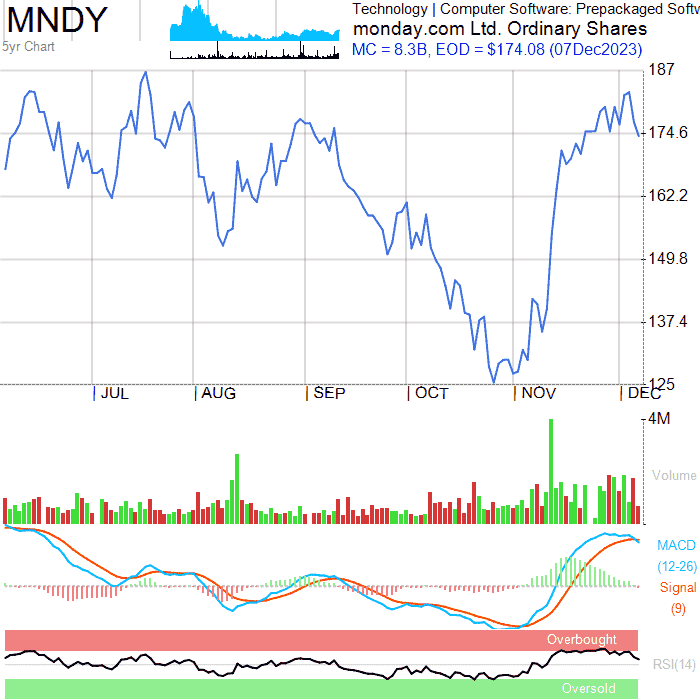 MNDY
5yr Chart
Technology | Computer Software: Prepackaged Softw
monday.com Ltd. Ordinary Shares
MC = 8.3B, EOD = $174.08 (07Dec2023)
187
174.6
162.2
149.8
137.4
125
JUL AUG SEP OCT NOV DEC
4M
Volume
MACD
(12-26)
Signal
(9)
Overbought
RSI(14)
Oversold